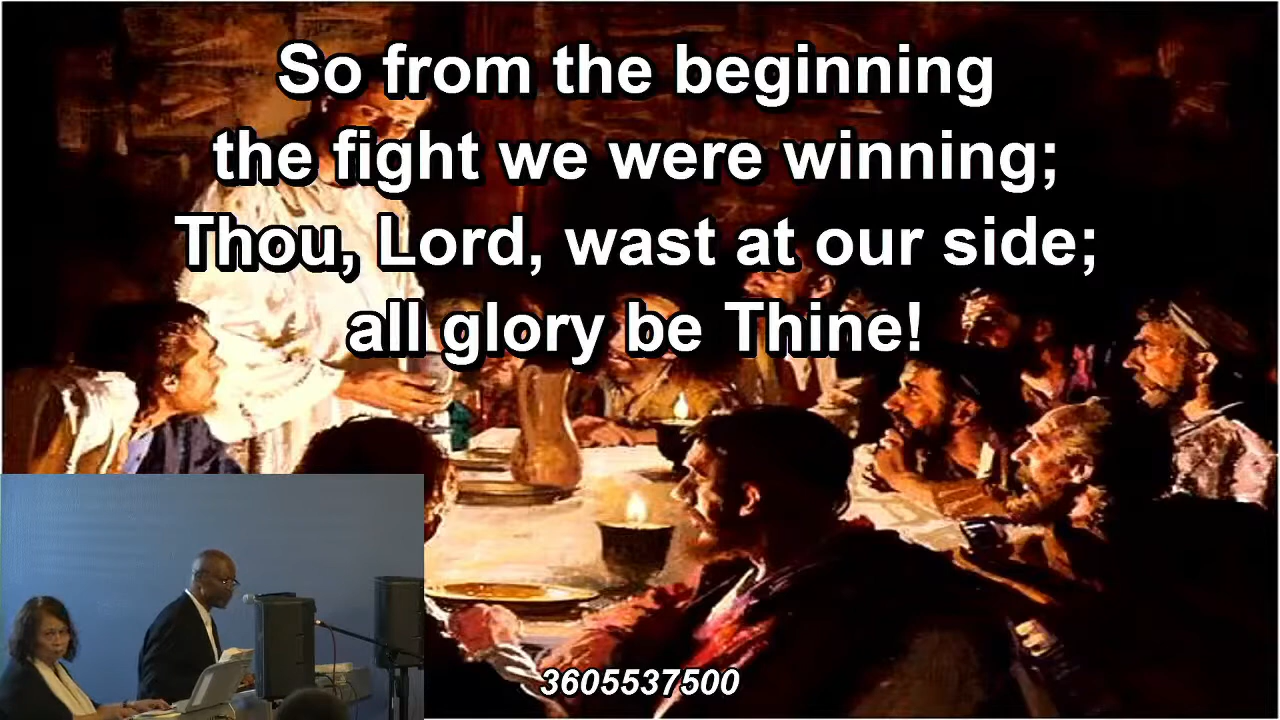 So from the beginning
the fight we were winning;
Thou, Lord, wast at our side;
all glory be Thine!
3605537500